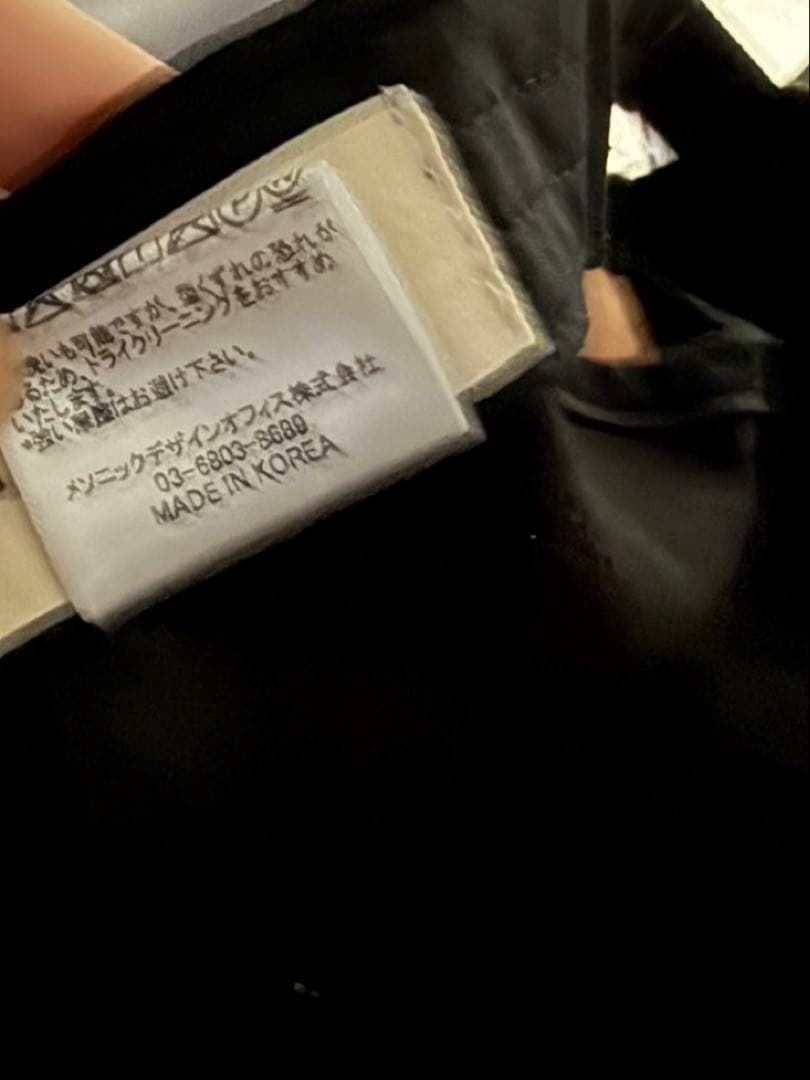 洗いも可能ですが、型くずれの恐れが
るため、ドライクリーニングをおすすめ
いたします。
*強い摩擦はお避け下さい。
メソニックデザインオフィス株式会社
03-6803-8689
MADE IN KOREA